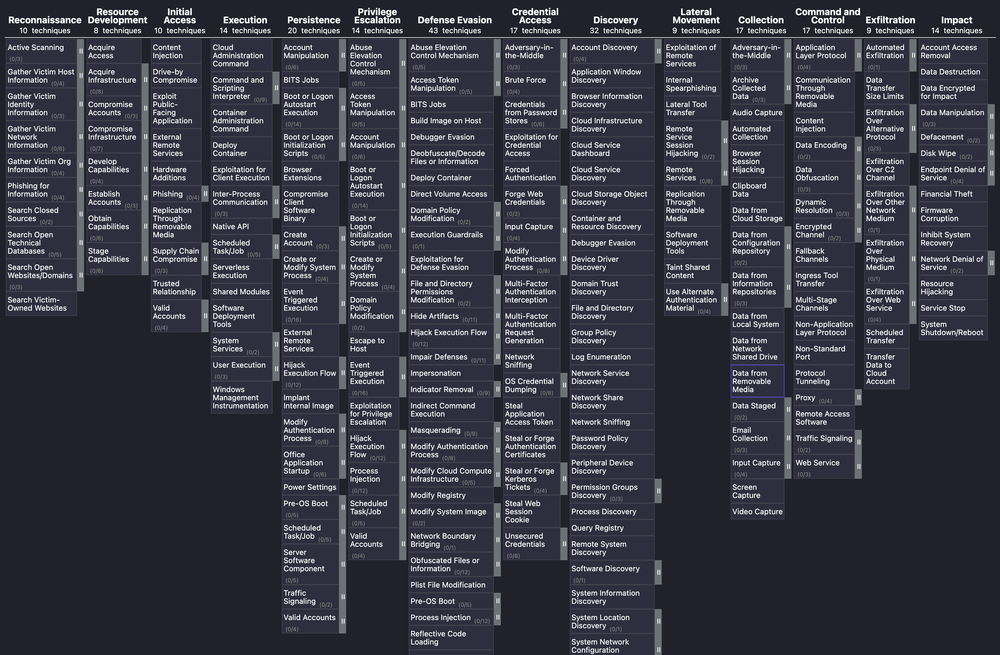 Reconnaissance
10 techniques
Active Scanning
(0/3)
Gather Victim Host
Information (0/4)
Gather Victim
Identity
Information (0/3)
Gather Victim
Network
Information (0/6)
Gather Victim Org
Information (0/4)
Phishing for
Information (0/4)
Search Closed
Sources (0/2)
Search Open
Technical
Databases (0/5)
Search Open
Websites/Domains
(0/3)
Search Victim-
Owned Websites
Resource
Development
8 techniques
Acquire
Access
Acquire
Infrastructure
(0/8)
Compromise
Accounts (0/3)
Compromise
Infrastructure
(0/7)
Develop
Capabilities
(0/4)
Establish
Accounts (0/3)
Obtain
Capabilities
(0/6)
Stage
Capabilities
(0/6)
Initial
Access
10 techniques
Content
Injection
Drive-by
Compromise
Exploit
Public-
Facing
Application
External
Remote
Services
Hardware
Additions
Phishing (0/4)
Replication
Through
Removable
Media
Supply Chain
Compromise
(0/3)
Trusted
Relationship
Valid
Accounts
(0/4)
Execution
14 techniques
Cloud
Administration
Command
Command and
Scripting
Interpreter (0/9)
Container
Administration
Command
Deploy
Container
Exploitation for
Client Execution
Inter-Process
Communication
(0/3)
Native API
Scheduled
Task/Job (0/5)
Serverless
Execution
Shared Modules
Software
Deployment
Tools
System
Services (0/2)
User Execution
(0/3)
Windows
Management
Instrumentation
Persistence
20 techniques
Account
Manipulation
(0/6)
BITS Jobs
Boot or Logon
Autostart
Execution
(0/14)
Boot or Logon
Initialization
Scripts (0/5)
Browser
Extensions
Compromise
Client
Software
Binary
Create
Account (0/3)
Create or
Modify System
Process (0/4)
Event
Triggered
Execution
(0/16)
External
Remote
Services
Hijack
Execution Flow
(0/12)
Implant
Internal Image
Modify
Authentication
Process (0/8)
Office
Application
Startup (0/6)
Power Settings
Pre-OS Boot
(0/5)
Scheduled
Task/Job (0/5)
Server
Software
Component
(0/5)
Traffic
Signaling (0/2)
Valid Accounts
(0/4)
Privilege
Escalation
14 techniques
Abuse
Elevation
Control
Mechanism
(0/5)
Access
Token
Manipulation
(0/5)
Account
Manipulation
(0/6)
Boot or
Logon
Autostart
Execution
(0/14)
Boot or
Logon
Initialization
Scripts (0/5)
Create or
Modify
System
Process (0/4)
Domain
Policy
Modification
(0/2)
Escape to
Host
Event
Triggered
Execution
(0/16)
Exploitation
for Privilege
Escalation
Hijack
Execution
Flow (0/12)
Process
Injection
(0/12)
Scheduled
Task/Job
(0/5)
Valid
Accounts
(0/4)
Defense Evasion
43 techniques
Abuse Elevation
Control Mechanism
(0/5)
Access Token
Manipulation (0/5)
BITS Jobs
Build Image on Host
Debugger Evasion
Deobfuscate/Decode
Files or Information
Deploy Container
Direct Volume Access
Domain Policy
Modification (0/2)
Execution Guardrails
(0/1)
Exploitation for
Defense Evasion
File and Directory
Permissions
Modification (0/2)
Hide Artifacts (0/11)
Hijack Execution Flow
(0/12)
Impair Defenses (0/11)
Impersonation
Indicator Removal (0/9)
Indirect Command
Execution
Masquerading (0/9)
Modify Authentication
Process (0/8)
Modify Cloud Compute
Infrastructure (0/5)
Modify Registry
Modify System Image
(0/2)
Network Boundary
Bridging (0/1)
Obfuscated Files or
Information (0/12)
Plist File Modification
Pre-OS Boot (0/5)
Process Injection (0/12)
Reflective Code
Loading
Credential
Access
17 techniques
Adversary-in-
the-Middle
(0/3)
Brute Force
(0/4)
Credentials
from Password
Stores (0/6)
Exploitation for
Credential
Access
Forced
Authentication
Forge Web
Credentials
(0/2)
Input Capture
(0/4)
Modify
Authentication
Process (0/8)
Multi-Factor
Authentication
Interception
Multi-Factor
Authentication
Request
Generation
Network
Sniffing
OS Credential
Dumping (0/8)
Steal
Application
Access Token
Steal or Forge
Authentication
Certificates
Steal or Forge
Kerberos
Tickets (0/4)
Steal Web
Session
Cookie
Unsecured
Credentials
(0/8)
Discovery
32 techniques
Account Discovery
(0/4)
Application Window
Discovery
Browser Information
Discovery
Cloud Infrastructure
Discovery
Cloud Service
Dashboard
Cloud Service
Discovery
Cloud Storage Object
Discovery
Container and
Resource Discovery
Debugger Evasion
Device Driver
Discovery
Domain Trust
Discovery
File and Directory
Discovery
Group Policy
Discovery
Log Enumeration
Network Service
Discovery
Network Share
Discovery
Network Sniffing
Password Policy
Discovery
Peripheral Device
Discovery
Permission Groups
Discovery (0/3)
Process Discovery
Query Registry
Remote System
Discovery
Software Discovery
(0/1)
System Information
Discovery
System Location
Discovery (0/1)
System Network
Configuration
Lateral
Movement
9 techniques
Exploitation of
Remote
Services
Internal
Spearphishing
Lateral Tool
Transfer
Remote
Service
Session
Hijacking (0/2)
Remote
Services (0/8)
Replication
Through
Removable
Media
Software
Deployment
Tools
Taint Shared
Content
Use Alternate
Authentication
Material (0/4)
Collection
17 techniques
Adversary-in-
the-Middle
(0/3)
Archive
Collected
Data (0/3)
Audio Capture
Automated
Collection
Browser
Session
Hijacking
Clipboard
Data
Data from
Cloud Storage
Data from
Configuration
Repository
(0/2)
Data from
Information
Repositories
(0/3)
Data from
Local System
Data from
Network
Shared Drive
Data from
Removable
Media
Data Staged
(0/2)
Email
Collection
(0/3)
Input Capture
(0/4)
Screen
Capture
Video Capture
Command and
Control
17 techniques
Application
Layer Protocol
(0/4)
Communication
Through
Removable
Media
Content
Injection
Data Encoding
(0/2)
Data
Obfuscation
(0/3)
Dynamic
Resolution (0/3)
Encrypted
Channel (0/2)
Fallback
Channels
Ingress Tool
Transfer
Multi-Stage
Channels
Non-Application
Layer Protocol
Non-Standard
Port
Protocol
Tunneling
Proxy (0/4)
Remote Access
Software
Traffic Signaling
(0/2)
Web Service
(0/3)
Exfiltration
9 techniques
Automated
Exfiltration
(0/1)
Data
Transfer
Size Limits
Exfiltration
Over
Alternative
Protocol
(0/3)
Exfiltration
Over C2
Channel
Exfiltration
Over Other
Network
Medium
(0/1)
Exfiltration
Over
Physical
Medium
(0/1)
Exfiltration
Over Web
Service
(0/4)
Scheduled
Transfer
Transfer
Data to
Cloud
Account
Impact
14 techniques
Account Access
Removal
Data Destruction
Data Encrypted
for Impact
Data Manipulation
(0/3)
Defacement (0/2)
Disk Wipe (0/2)
Endpoint Denial of
Service (0/4)
Financial Theft
Firmware
Corruption
Inhibit System
Recovery
Network Denial of
Service (0/2)
Resource
Hijacking
Service Stop
System
Shutdown/Reboot